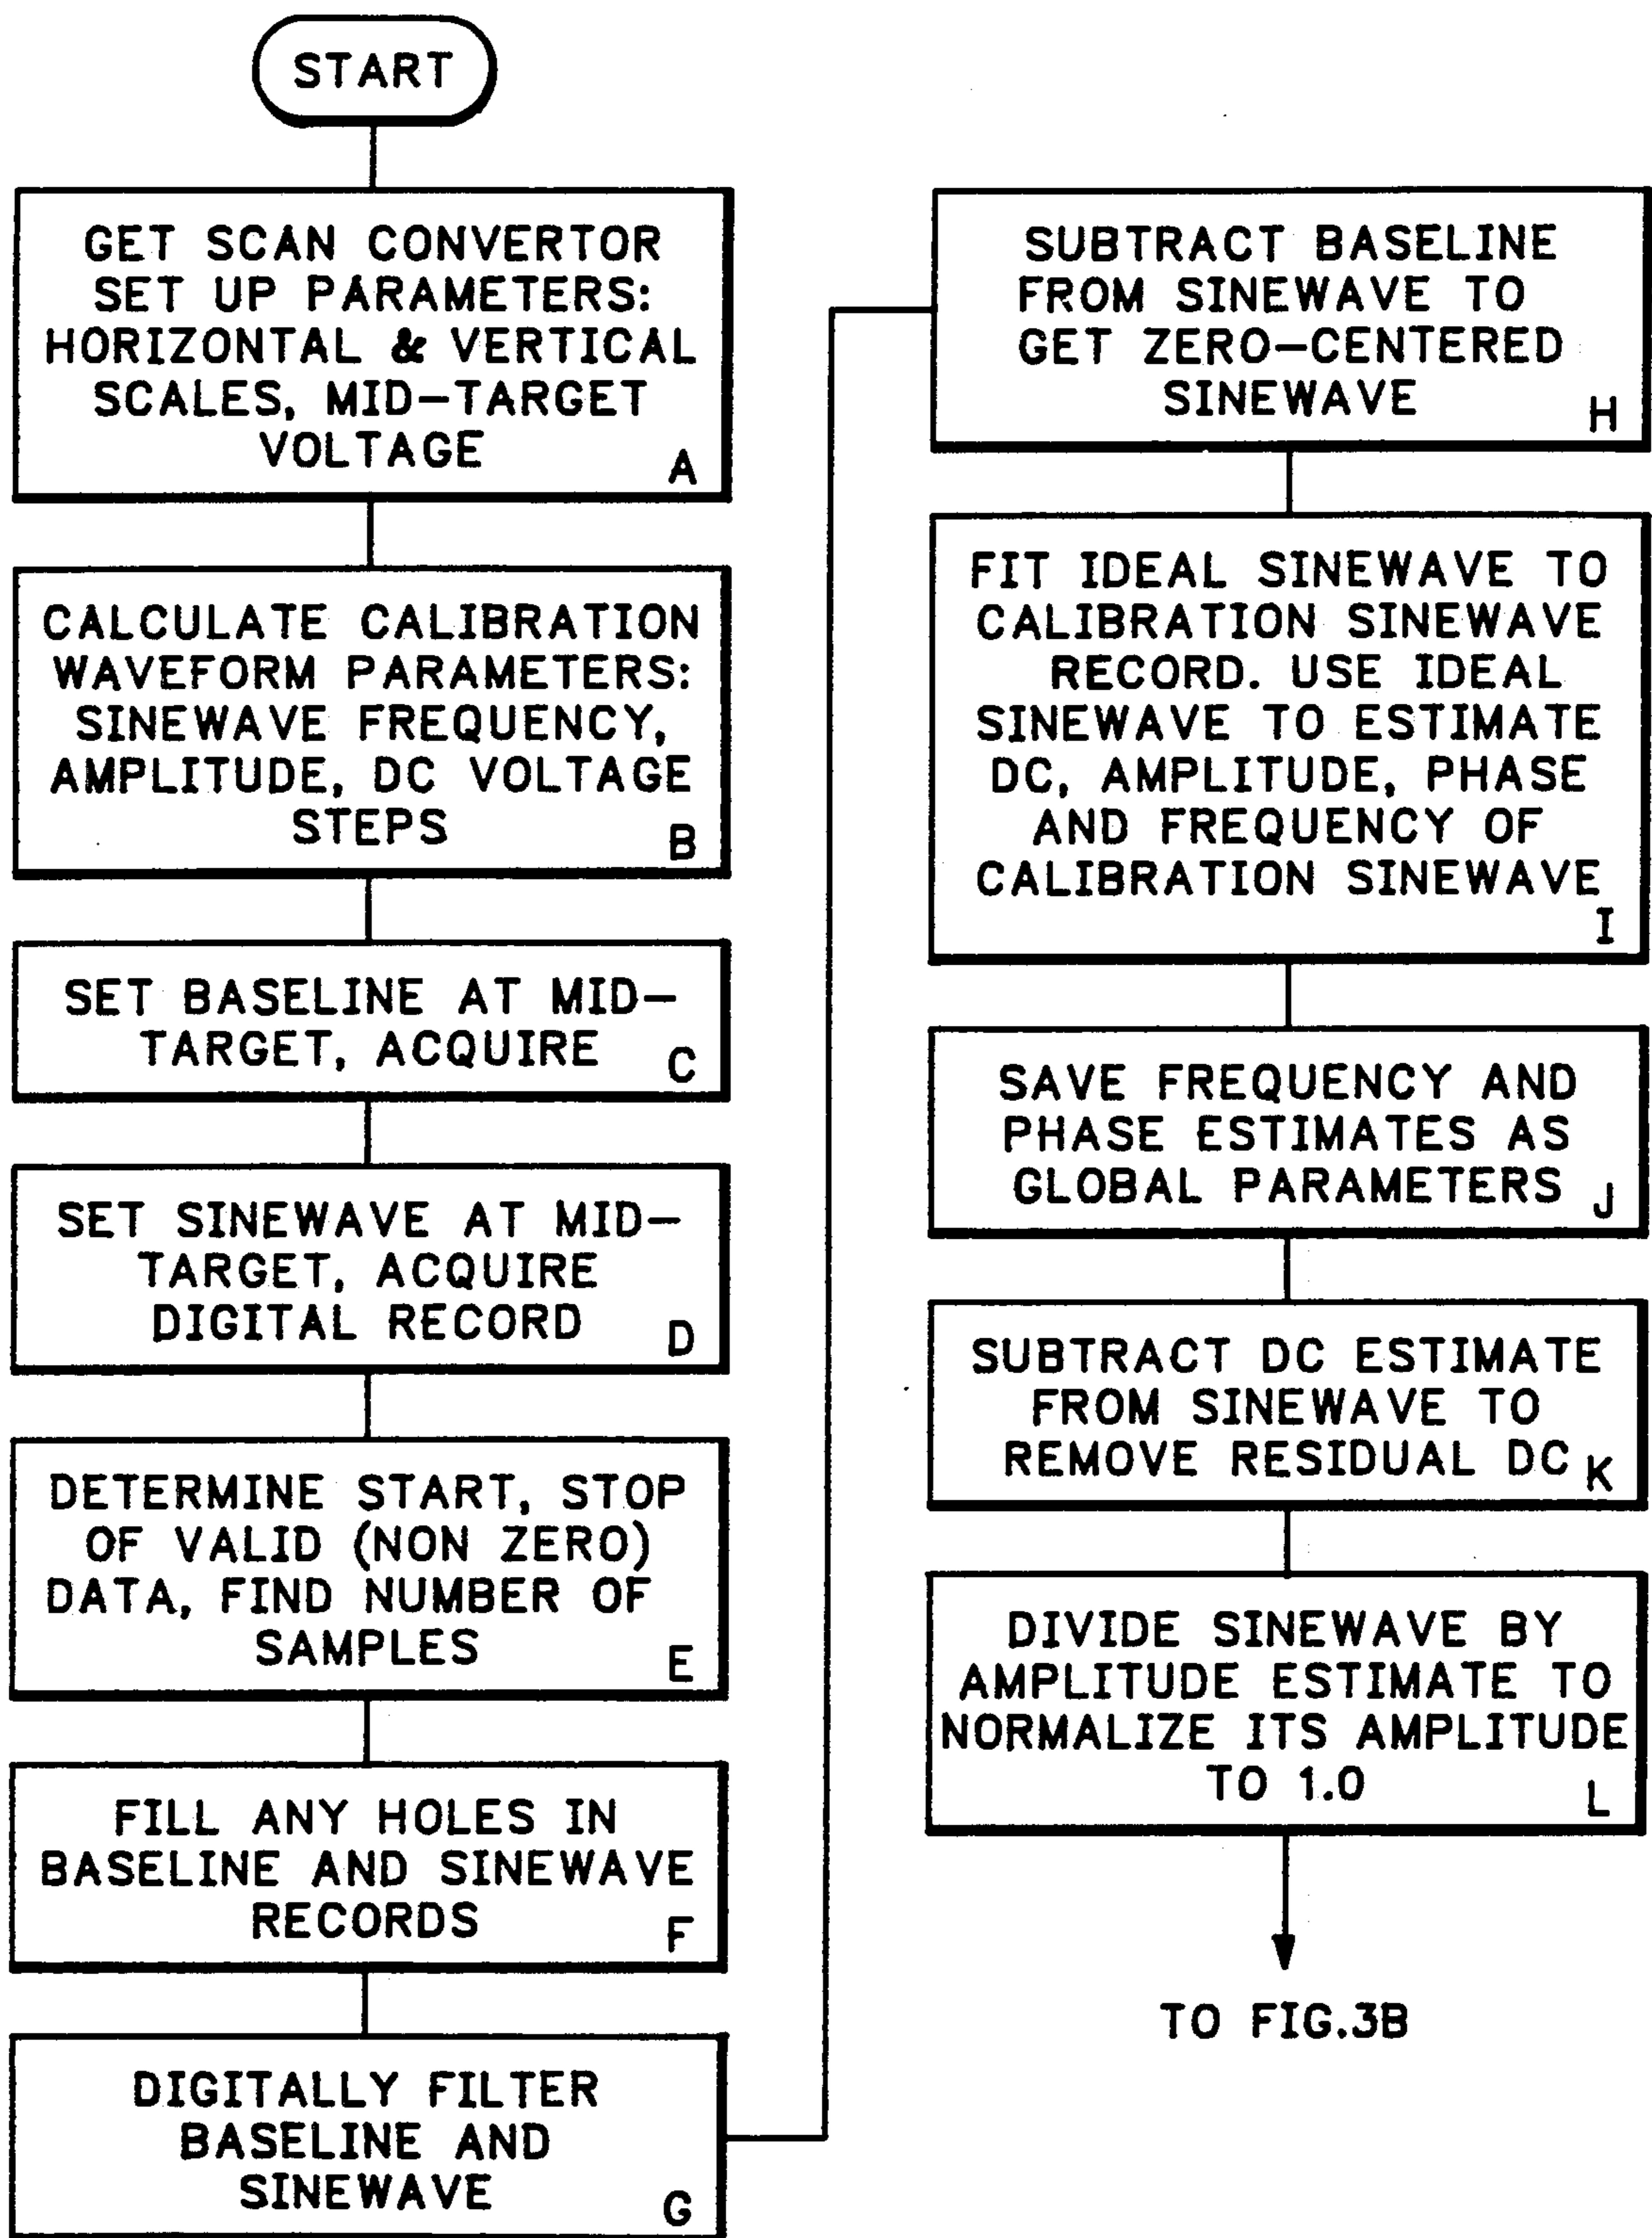 START
GET SCAN CONVERTOR
SET UP PARAMETERS:
HORIZONTAL & VERTICAL
SCALES, MID-TARGET
VOLTAGE
A
CALCULATE CALIBRATION
WAVEFORM PARAMETERS:
SINEWAVE FREQUENCY,
AMPLITUDE, DC VOLTAGE
STEPS
B
SET BASELINE AT MID-
TARGET, ACQUIRE
C
SET SINEWAVE AT MID-
TARGET, ACQUIRE
DIGITAL RECORD
D
DETERMINE START, STOP
OF VALID (NON ZERO)
DATA, FIND NUMBER OF
SAMPLES
E
FILL ANY HOLES IN
BASELINE AND SINEWAVE
RECORDS
F
DIGITALLY FILTER
BASELINE AND
SINEWAVE
G
SUBTRACT BASELINE
FROM SINEWAVE TO
GET ZERO-CENTERED
SINEWAVE
H
FIT IDEAL SINEWAVE TO
CALIBRATION SINEWAVE
RECORD. USE IDEAL
SINEWAVE TO ESTIMATE
DC, AMPLITUDE, PHASE
AND FREQUENCY OF
CALIBRATION SINEWAVE
I
SAVE FREQUENCY AND
PHASE ESTIMATES AS
GLOBAL PARAMETERS
J
SUBTRACT DC ESTIMATE
FROM SINEWAVE TO
REMOVE RESIDUAL DC
K
DIVIDE SINEWAVE BY
AMPLITUDE ESTIMATE TO
NORMALIZE ITS AMPLITUDE
TO 1.0
L
TO FIG.3B